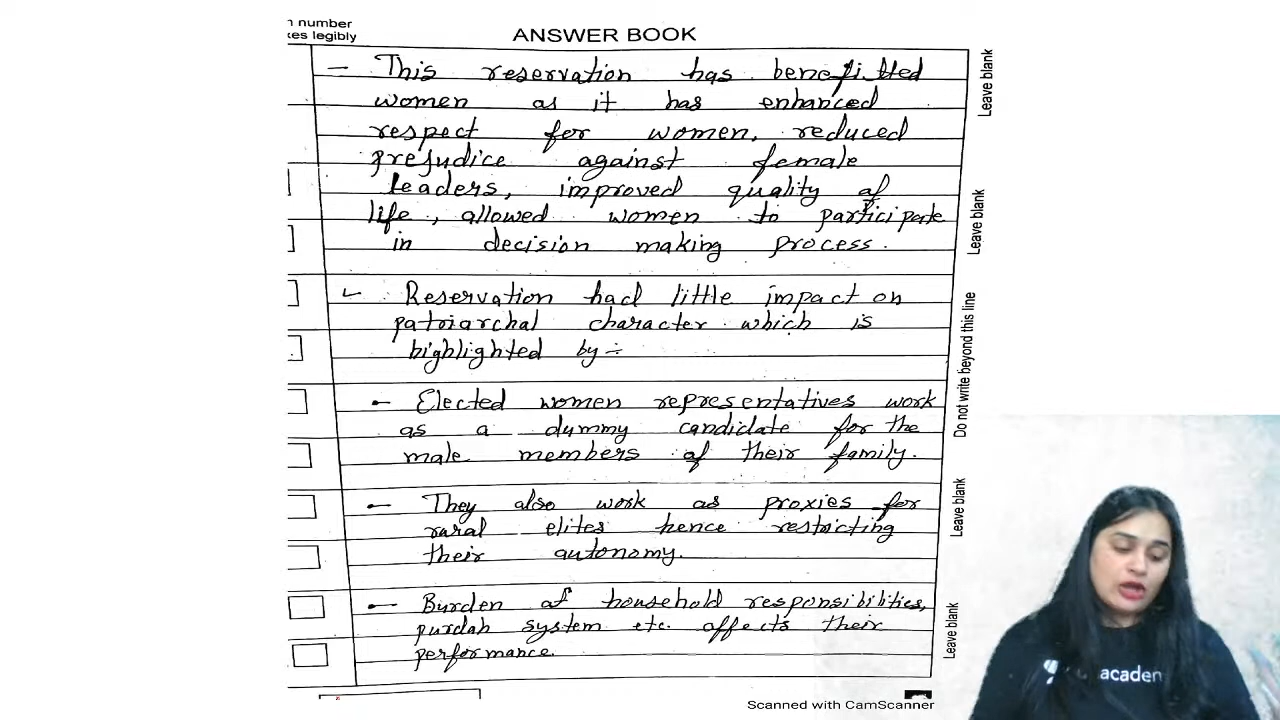 n number
xes legibly
ANSWER BOOK
- This reservation has benefitted
women as it has enhanced
respect for women, reduced
prejudice against female
leaders, improved quality of
life, allowed women to participate
in decision making process.
Reservation had little impact on
patriarchal character which is
highlighted by :-
- Elected women representatives work
as a dummy candidate for the
male members of their family.
- They also work as proxies for
rural elites hence restricting
their autonomy.
- Burden of household responsibilities,
purdah system etc. affects their
performance.
Leave blank
Leave blank
Do not write beyond this line
Leave blank
Leave blank
Scanned with CamScanner
academ